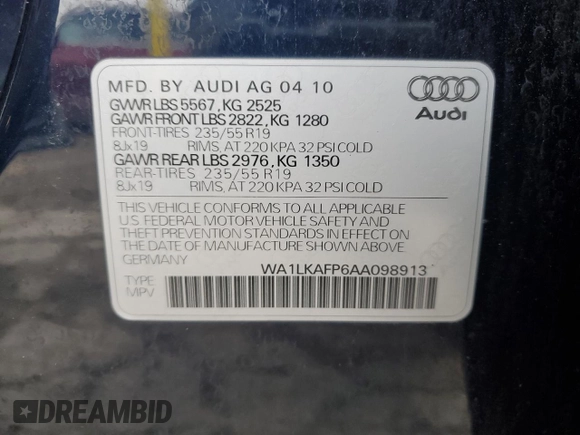 MFD. BY AUDI AG 04 10
GVWR LBS 5567, KG 2525
GAWR FRONT LBS 2822, KG 1280
FRONT-TIRES 235/55 R19
8Jx19 RIMS, AT 220 KPA 32 PSI COLD
GAWR REAR LBS 2976, KG 1350
REAR-TIRES 235/55 R19
8Jx19 RIMS, AT 220 KPA 32 PSI COLD
Audi
THIS VEHICLE CONFORMS TO ALL APPLICABLE
U.S. FEDERAL MOTOR VEHICLE SAFETY AND
THEFT PREVENTION STANDARDS IN EFFECT ON
THE DATE OF MANUFACTURE SHOWN ABOVE.
GERMANY
WA1LKAFP6AA098913
TYPE
MPV
DREAMBID